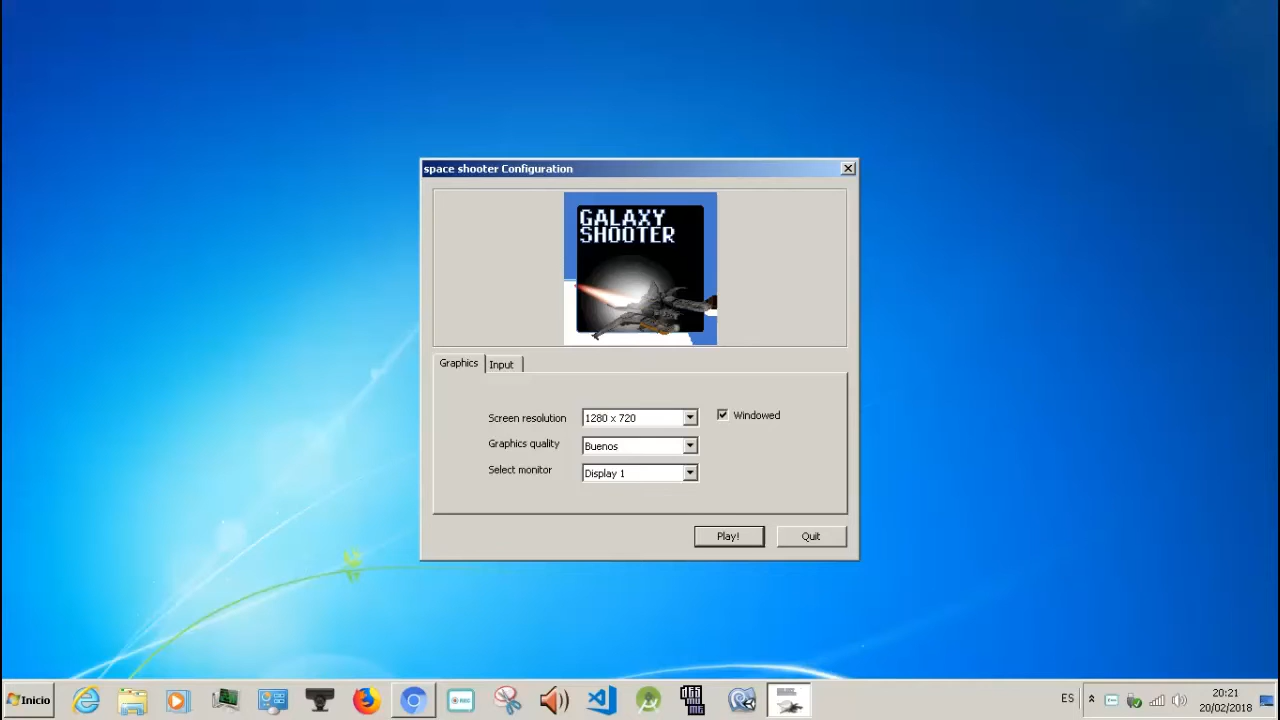 space shooter Configuration
GALAXY
SHOOTER
Graphics
Input
Screen resolution
1280 x 720
Windowed
Graphics quality
Buenos
Select monitor
Display 1
Play!
Quit
Inicio
ES
20:21
20/02/2018